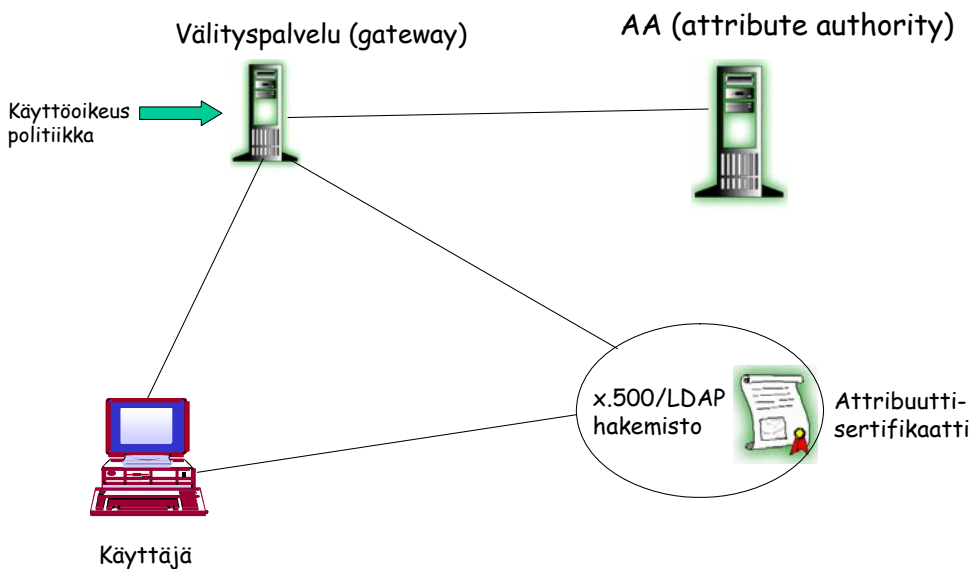 Välityspalvelu (gateway)
AA (attribute authority)
Käyttöoikeus
politiikka
x.500/LDAP
hakemisto
Attribuutti-
sertifikaatti
Käyttäjä